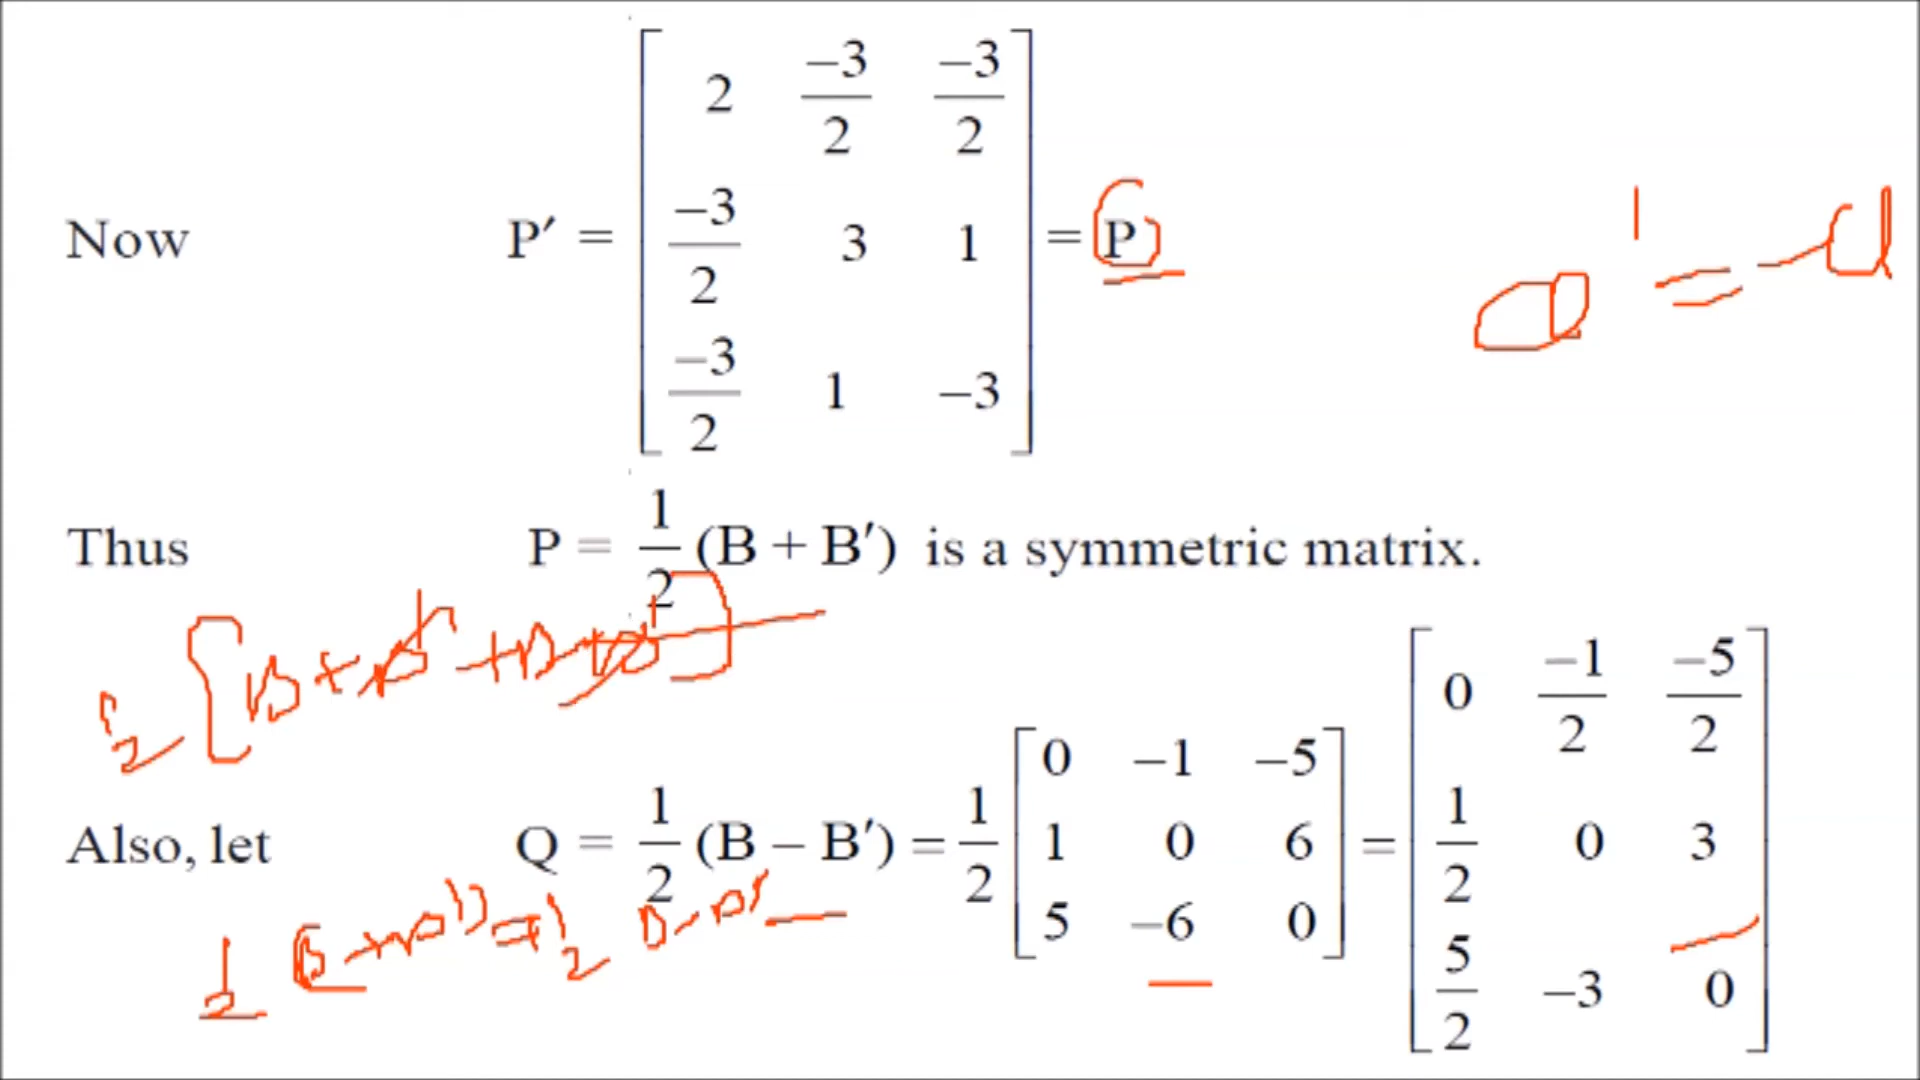 Now P′ = [ 2 −3/2 −3/2 ; −3/2 3 1 ; −3/2 1 −3 ] = P
Thus P = 1/2 (B + B′) is a symmetric matrix.
Also, let Q = 1/2 (B – B′) = 1/2 [ 0 −1 −5 ; 1 0 6 ; 5 −6 0 ] = [ 0 −1/2 −5/2 ; 1/2 0 3 ; 5/2 −3 0 ]